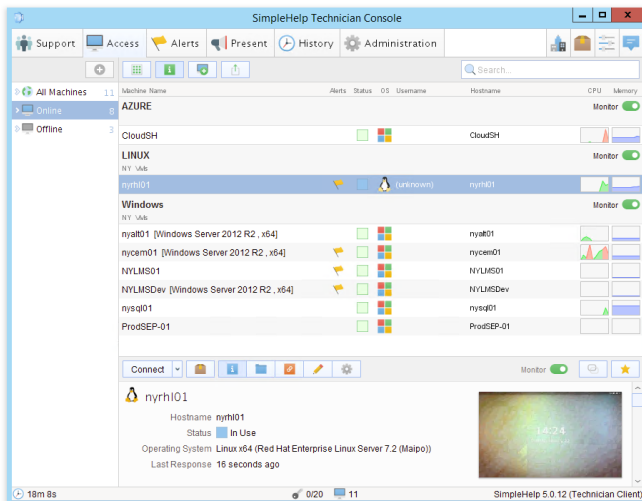 SimpleHelp Technician Console
Support Access Alerts Present History Administration
Search...
All Machines 11
Online 8
Offline 3
Machine Name Alerts Status OS Username Hostname CPU Memory
AZURE Monitor
CloudSH CloudSH
LINUX Monitor
NY VMs
nyrhl01 (unknown) nyrhl01
Windows Monitor
NY VMs
nyalt01 [Windows Server 2012 R2 , x64] nyalt01
nycem01 [Windows Server 2012 R2 , x64] nycem01
NYLMS01 NYLMS01
NYLMSDev [Windows Server 2012 R2 , x64] NYLMSDev
nysql01 nysql01
ProdSEP-01 ProdSEP-01
Connect Monitor
nyrhl01
Hostname nyrhl01
Status In Use
Operating System Linux x64 (Red Hat Enterprise Linux Server 7.2 (Maipo))
Last Response 16 seconds ago
14:24
18m 8s 0/20 11 SimpleHelp 5.0.12 (Technician Client)